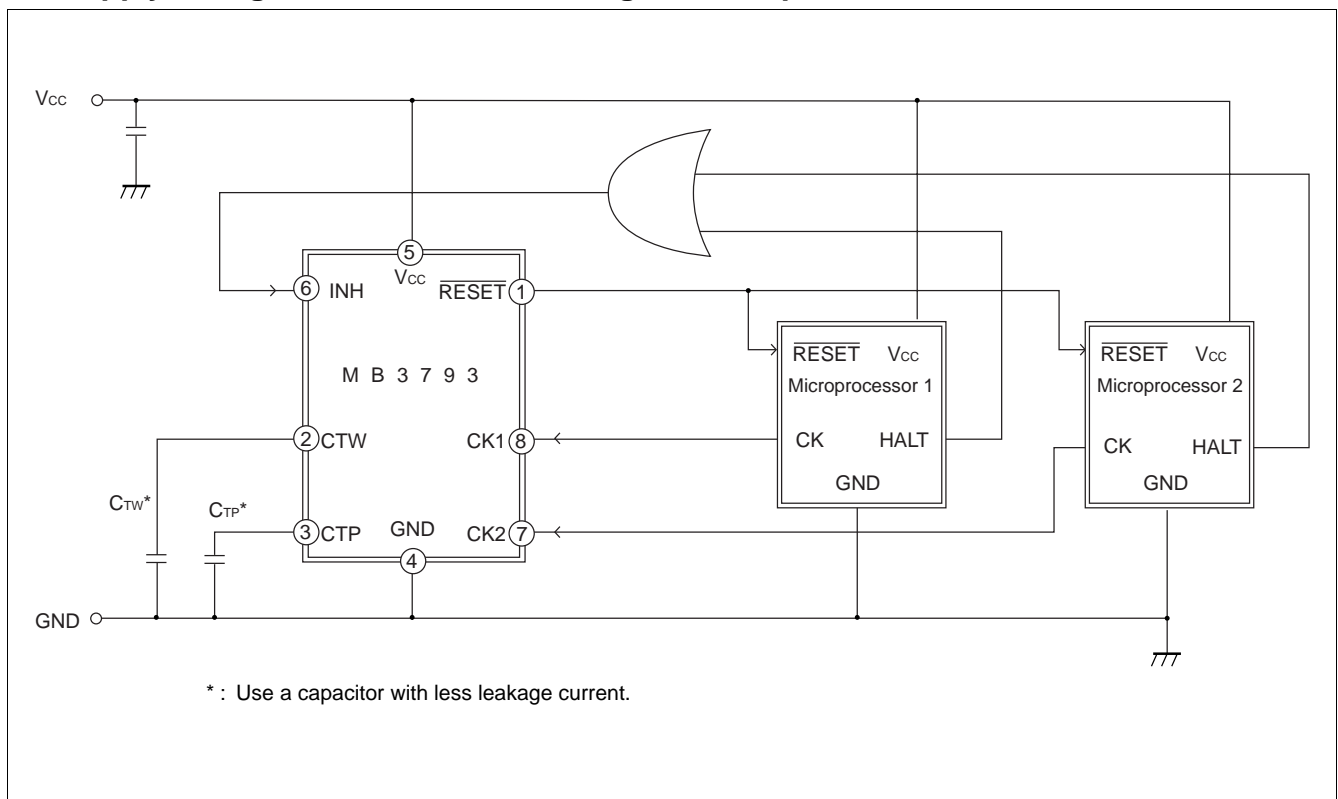 Vcc
5
Vcc
6 INH
RESET 1
M B 3 7 9 3
2 CTW
CK1 8
3 CTP
GND
CK2 7
4
CTW*
CTP*
GND
RESET Vcc
Microprocessor 1
CK HALT
GND
RESET Vcc
Microprocessor 2
CK HALT
GND
* : Use a capacitor with less leakage current.